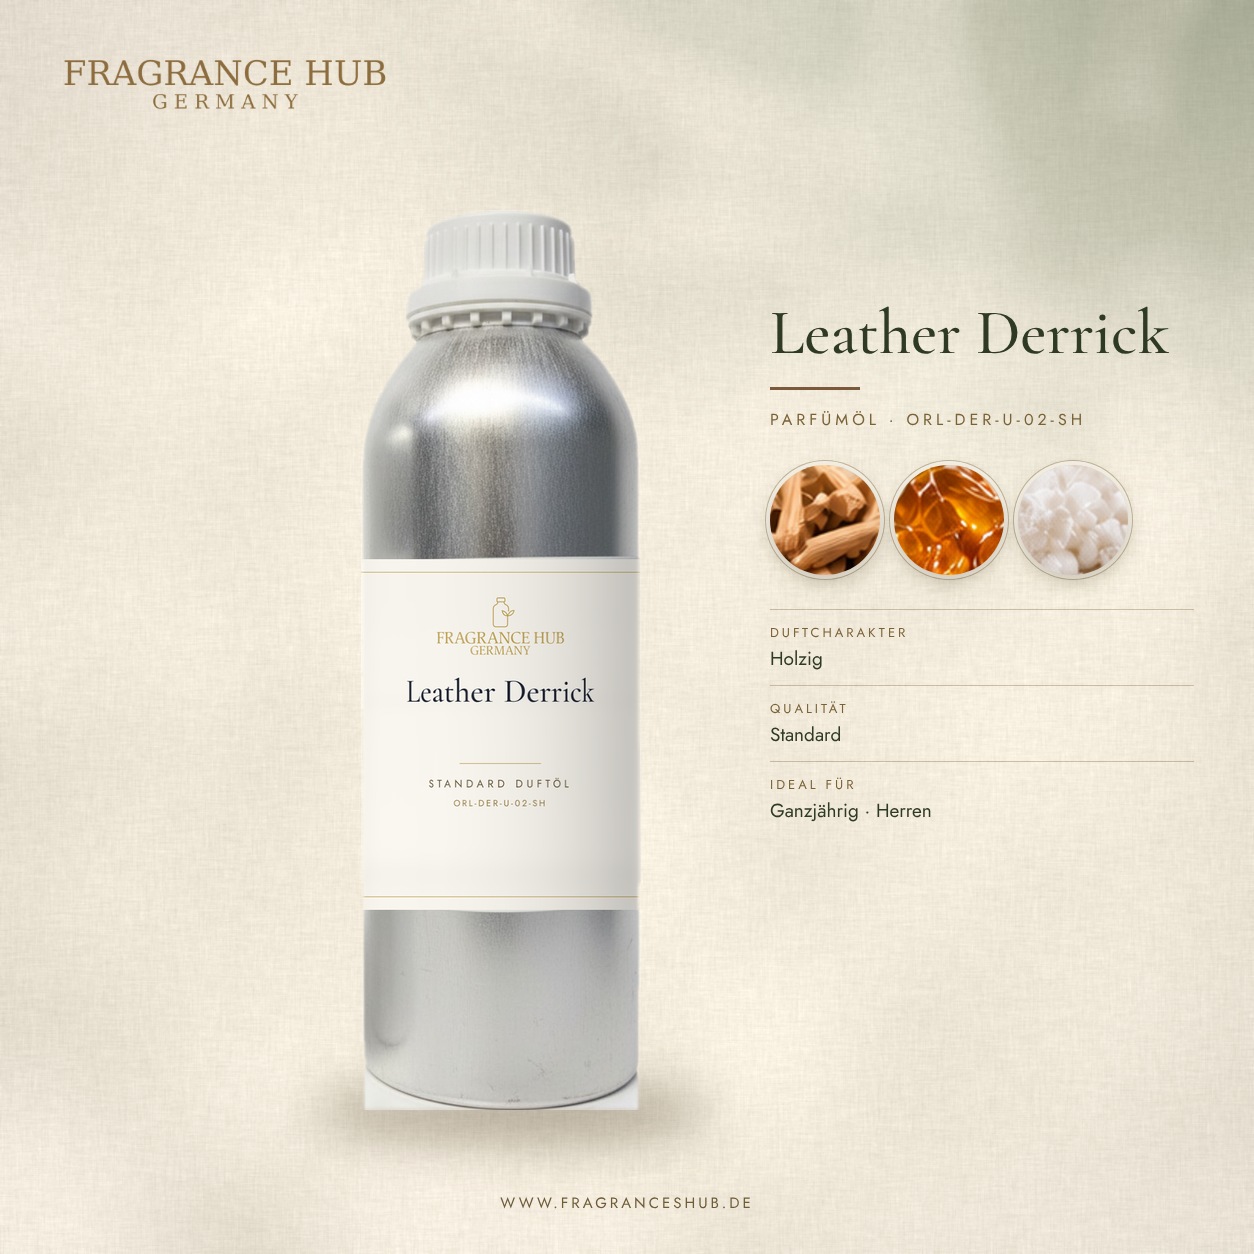 FRAGRANCE HUB
GERMANY
Leather Derrick
PARFÜMÖL · ORL-DER-U-02-SH
DUFTCHARAKTER
Holzig
QUALITÄT
Standard
IDEAL FÜR
Ganzjährig · Herren
FRAGRANCE HUB
GERMANY
Leather Derrick
STANDARD DUFTÖL
ORL-DER-U-02-SH
WWW.FRAGRANCESHUB.DE